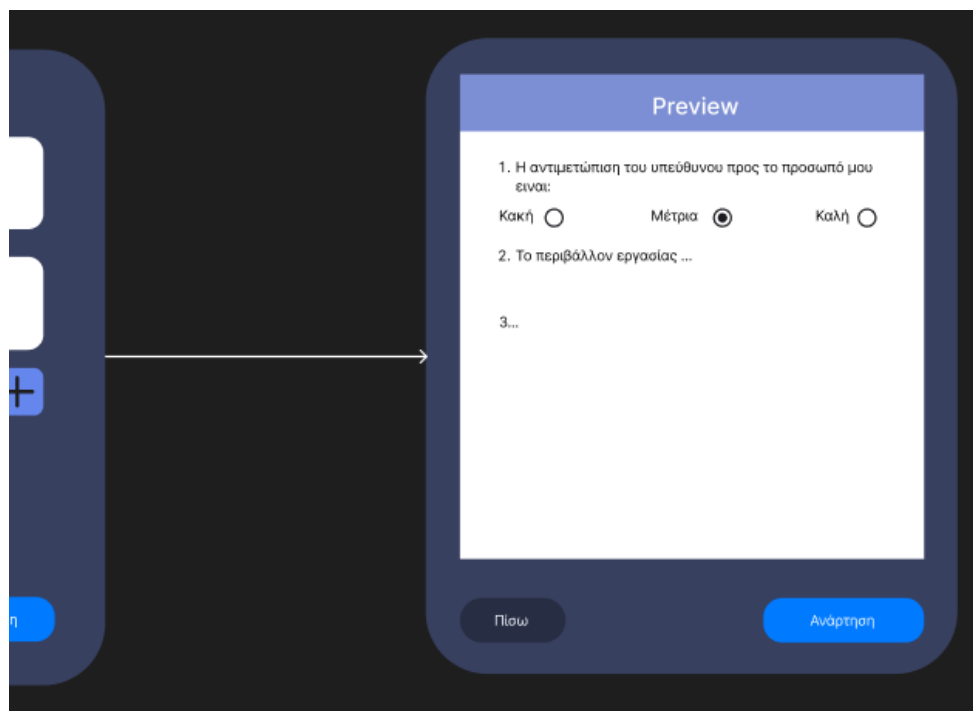 Preview
1. Η αντιμετώπιση του υπεύθυνου προς το προσωπό μου
ειναι:
Κακή Μέτρια Καλή
2. Το περιβάλλον εργασίας ...
3...
η
Πίσω Ανάρτηση